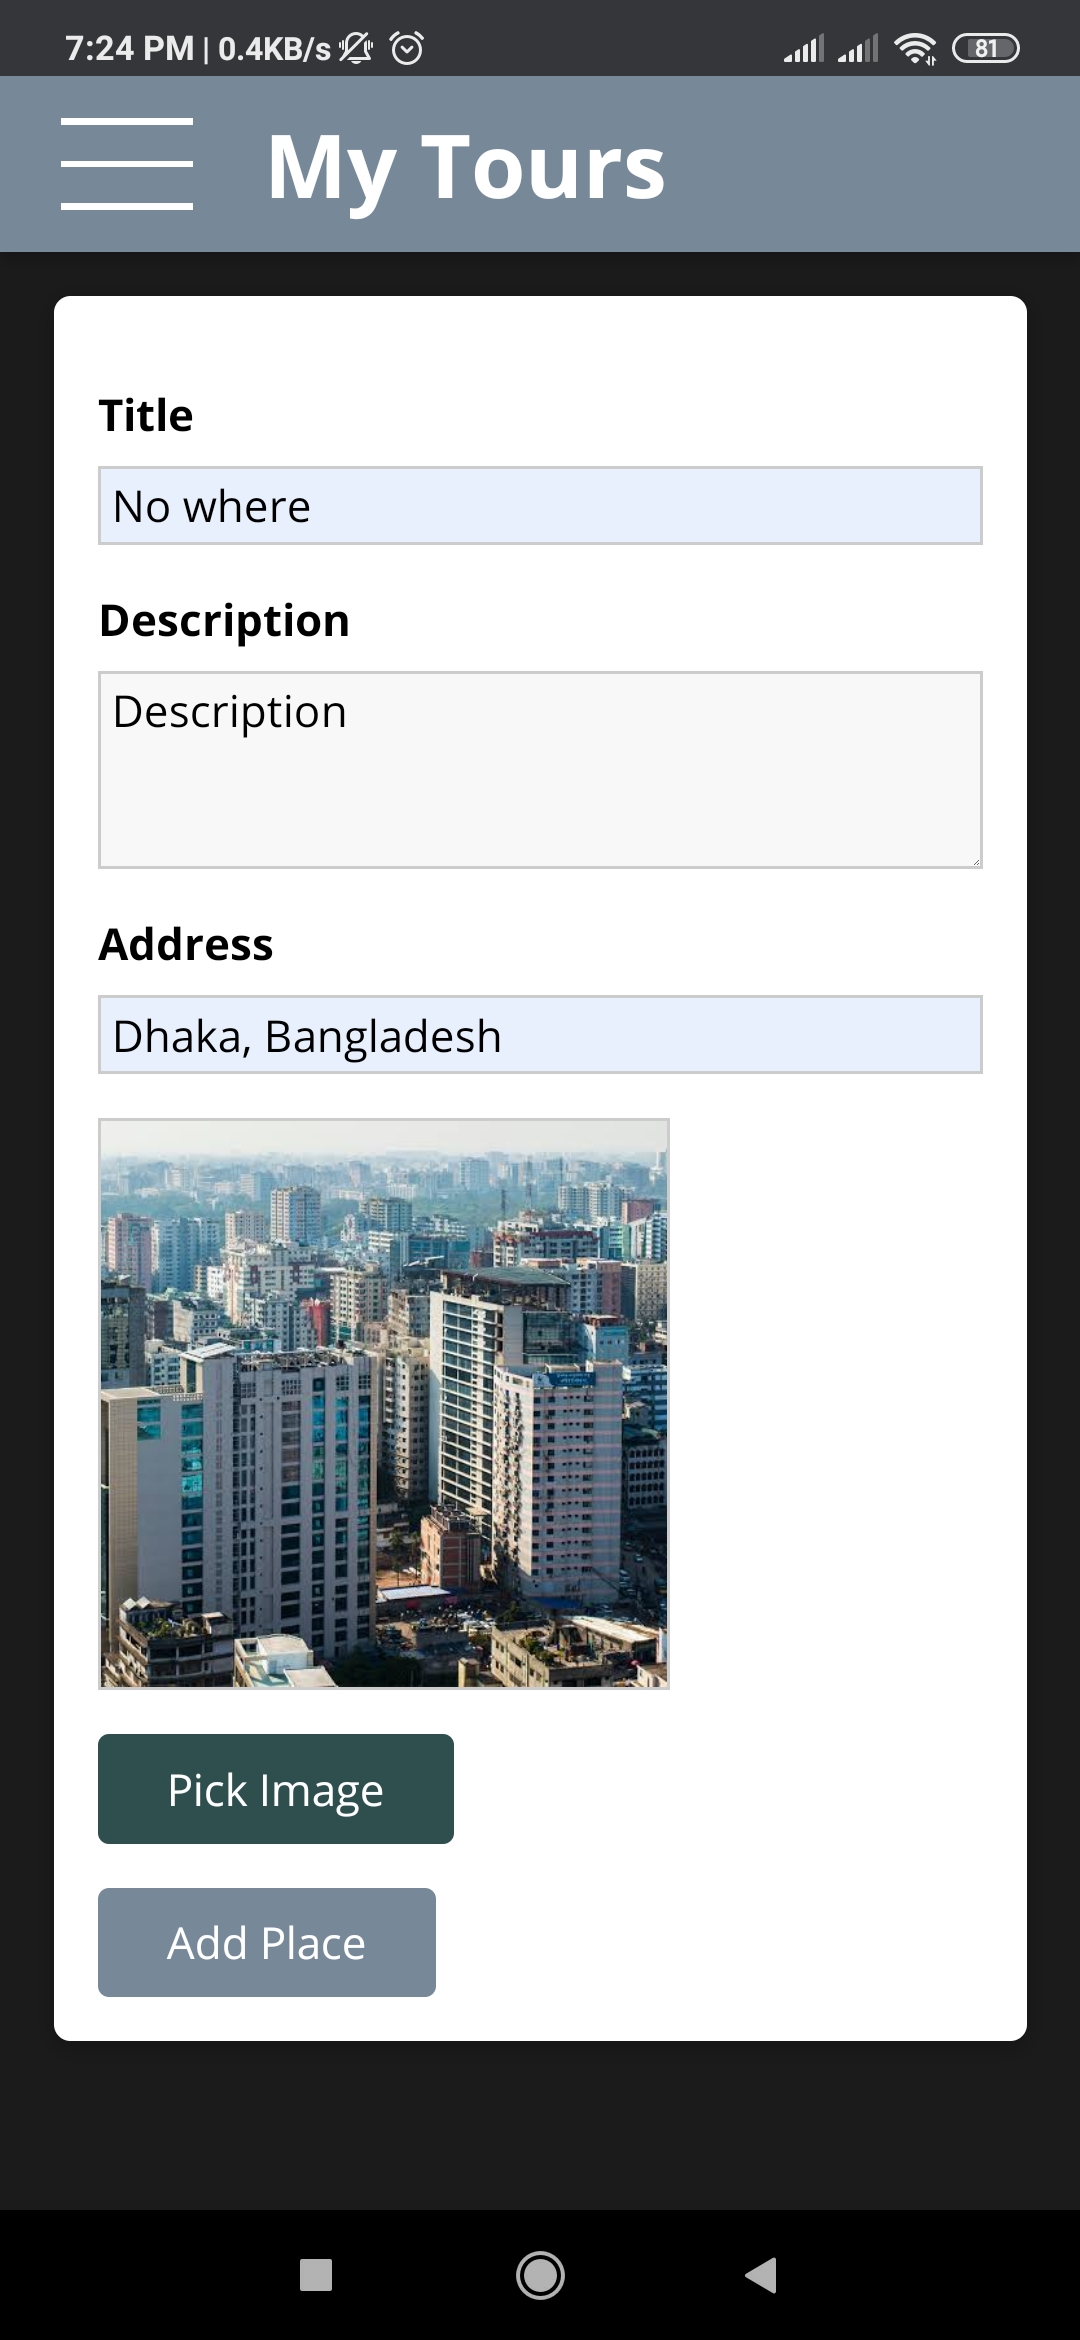 7:24 PM | 0.4KB/s
81
My Tours
Title
No where
Description
Description
Address
Dhaka, Bangladesh
Pick Image
Add Place